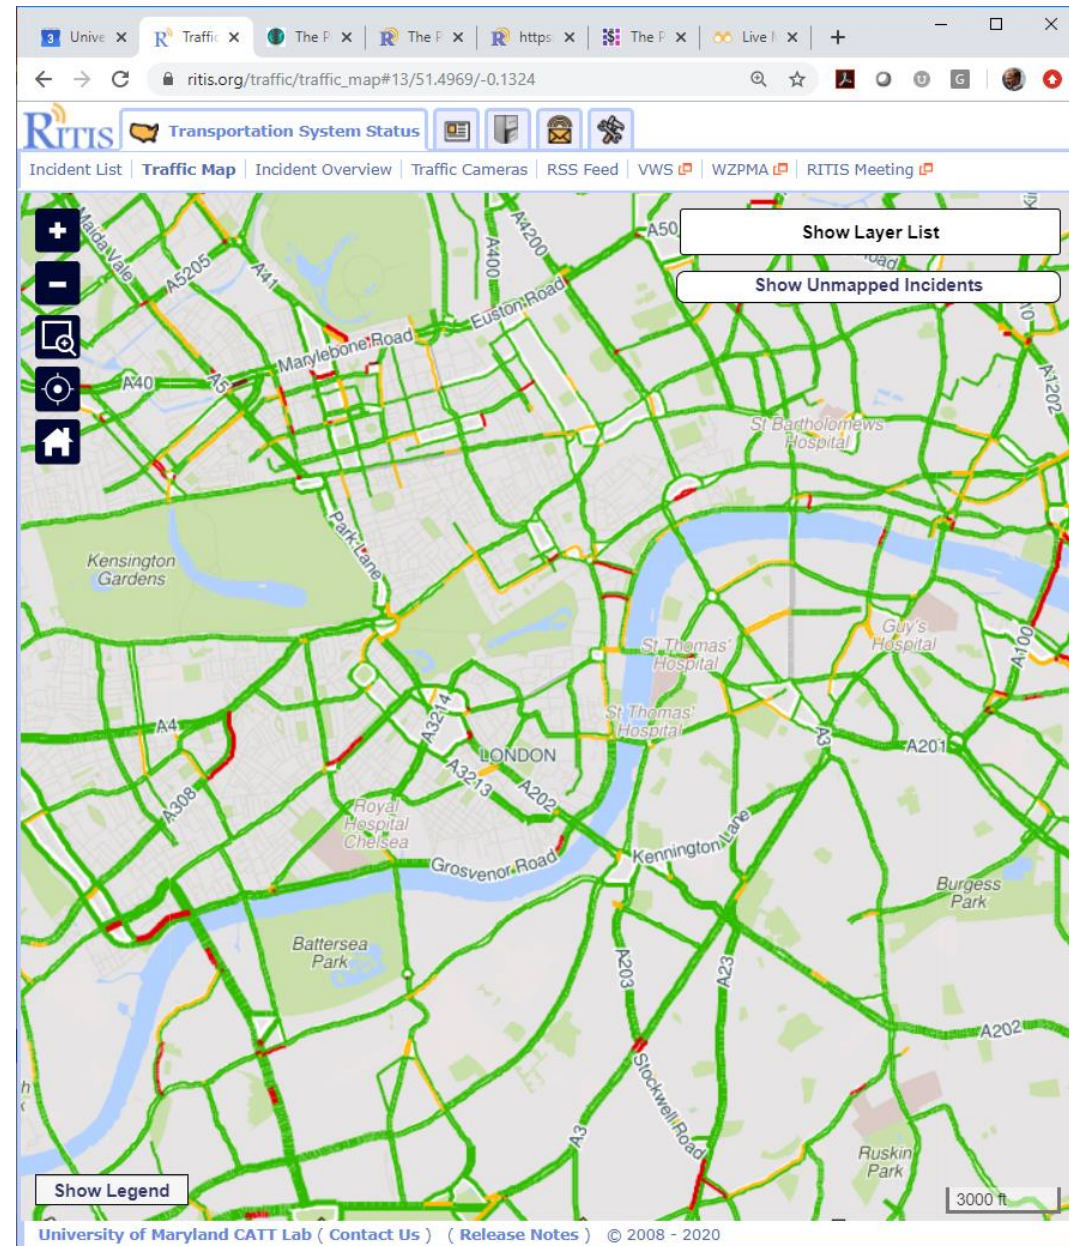 3 Unive
Traffic
The P
The P
https
The P
Live
ritis.org/traffic/traffic_map#13/51.4969/-0.1324
RITIS
Transportation System Status
Incident List | Traffic Map | Incident Overview | Traffic Cameras | RSS Feed | VWS | WZPMA | RITIS Meeting
Show Layer List
Show Unmapped Incidents
Maida Vale
A5205
A41
A4200
A4400
A50
Euston Road
Marylebone Road
A40
A5
A1202
St Bartholomews
Hospital
Park Lane
Kensington
Gardens
Guy's
Hospital
A100
St Thomas'
Hospital
St Thomas'
Hospital
A4
A3214
LONDON
A3213
A202
A3
A201
A308
Royal
Hospital
Chelsea
Grosvenor Road
Kennington Lane
Burgess
Park
Battersea
Park
A203
A23
A202
Stockwell Road
A3
Ruskin
Park
Show Legend
3000 ft
University of Maryland CATT Lab ( Contact Us ) ( Release Notes ) © 2008 - 2020